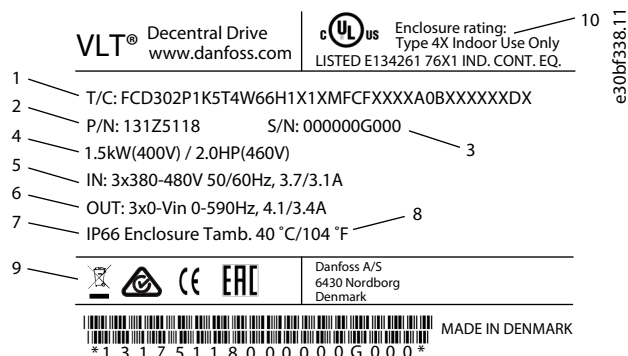 VLT® Decentral Drive
www.danfoss.com
c UL us
Enclosure rating:
Type 4X Indoor Use Only
LISTED E134261 76X1 IND. CONT. EQ.
10
e30bf338.11
1
T/C: FCD302P1K5T4W66H1X1XMFCFXXXXA0BXXXXXXDX
2
P/N: 131Z5118 S/N: 000000G000
3
4
1.5kW(400V) / 2.0HP(460V)
5
IN: 3x380-480V 50/60Hz, 3.7/3.1A
6
OUT: 3x0-Vin 0-590Hz, 4.1/3.4A
7
IP66 Enclosure Tamb. 40 ˚C/104 ˚F
8
9
CE EAC
Danfoss A/S
6430 Nordborg
Denmark
MADE IN DENMARK
*13175118000000G000*